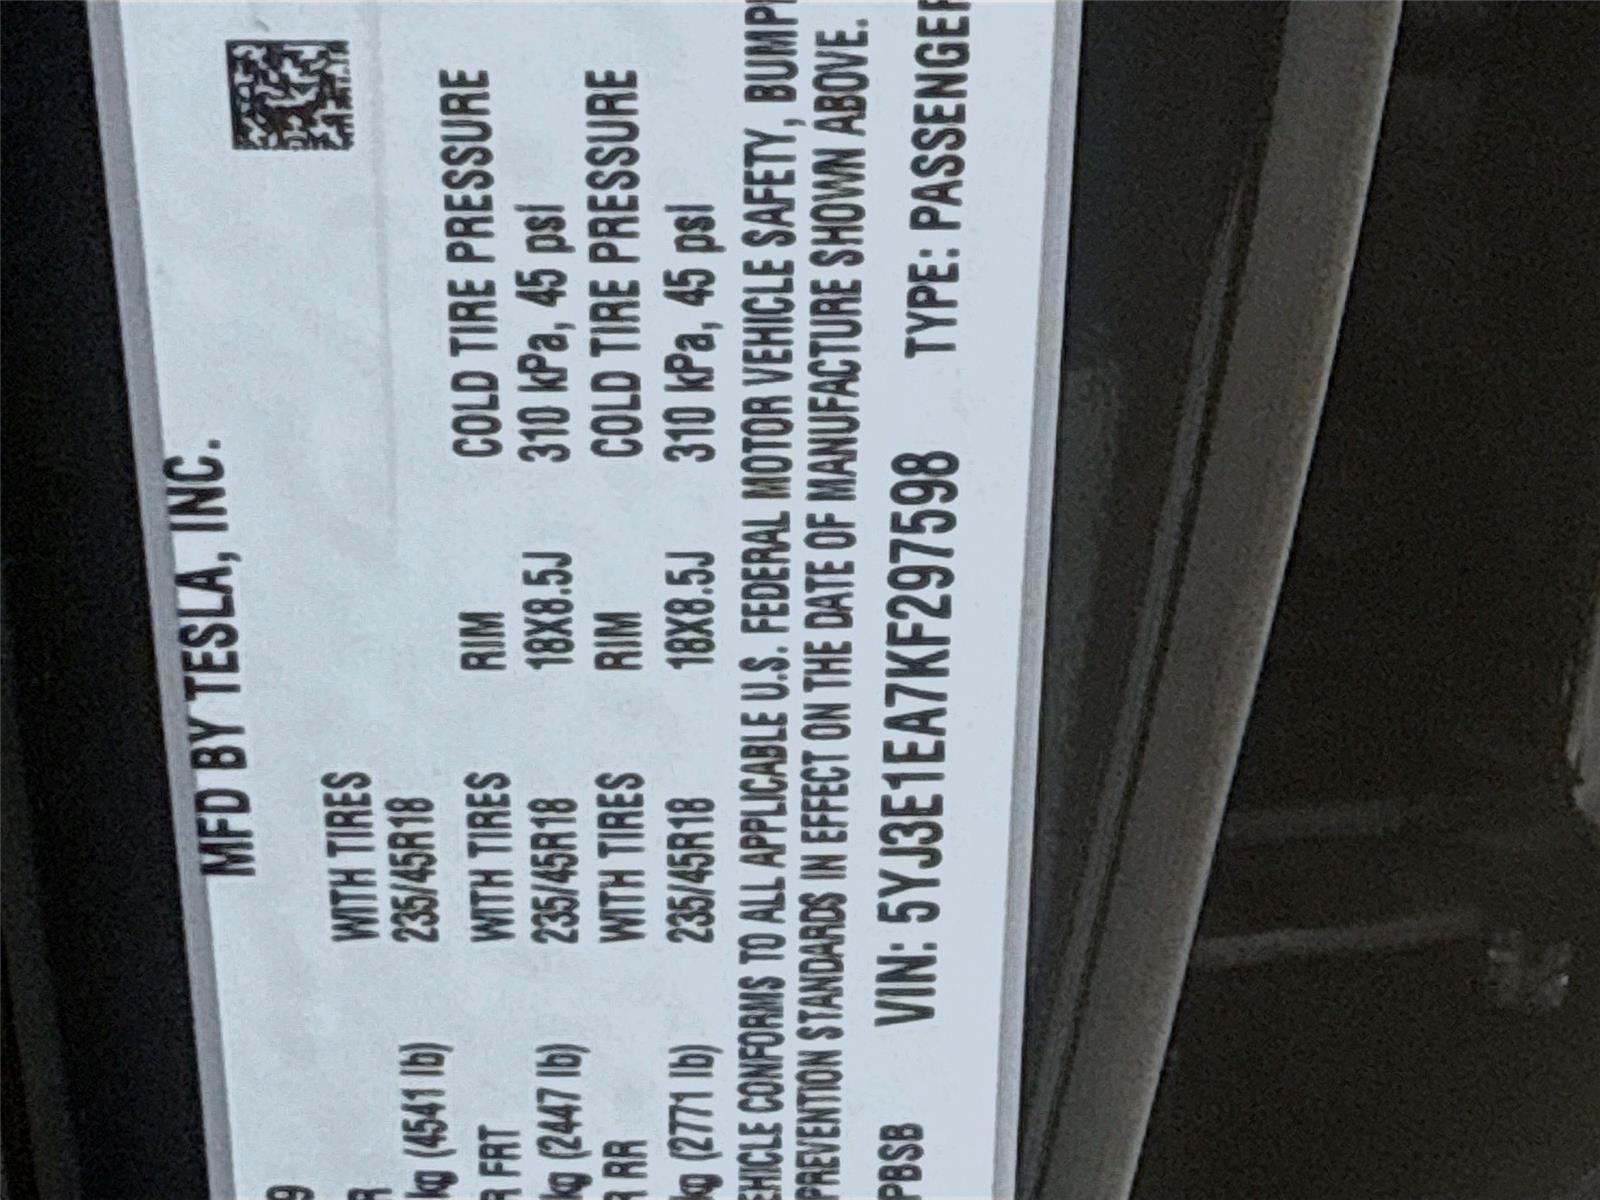 MFD BY TESLA, INC.
9
R WITH TIRES
kg (4541 lb) 235/45R18
R FRT WITH TIRES RIM COLD TIRE PRESSURE
kg (2447 lb) 235/45R18 18X8.5J 310 kPa, 45 psi
R RR WITH TIRES RIM COLD TIRE PRESSURE
kg (2771 lb) 235/45R18 18X8.5J 310 kPa, 45 psi
EHICLE CONFORMS TO ALL APPLICABLE U.S. FEDERAL MOTOR VEHICLE SAFETY, BUMP
PREVENTION STANDARDS IN EFFECT ON THE DATE OF MANUFACTURE SHOWN ABOVE.
PBSB VIN: 5YJ3E1EA7KF297598 TYPE: PASSENGER